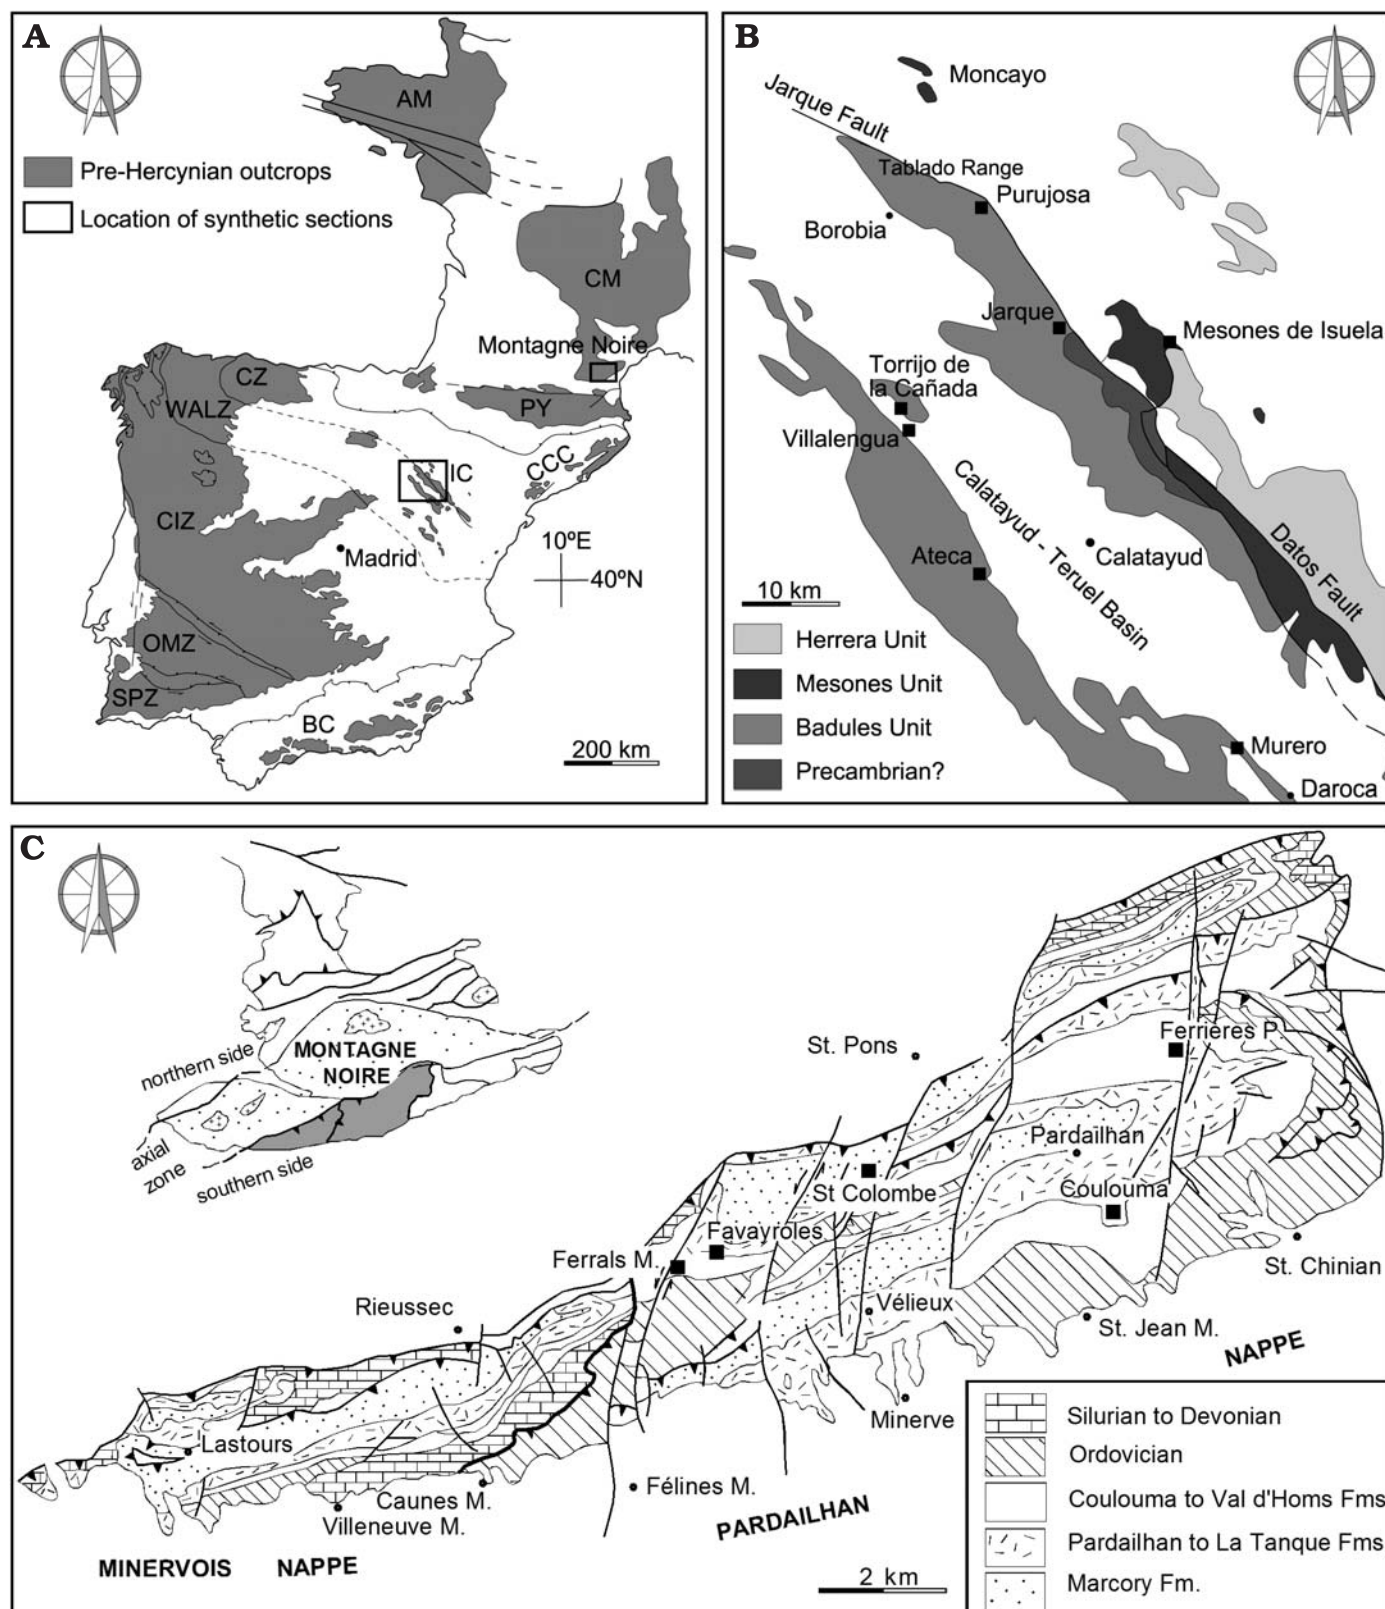 A
AM
Pre-Hercynian outcrops
Location of synthetic sections
CM
Montagne Noire
CZ
WALZ
PY
CCC
IC
CIZ
Madrid
10ºE
40ºN
OMZ
SPZ
BC
200 km
B
Moncayo
Jarque Fault
Tablado Range
Purujosa
Borobia
Jarque
Mesones de Isuela
Torrijo de
la Cañada
Villalengua
Calatayud - Teruel Basin
Calatayud
Datos Fault
Ateca
10 km
Herrera Unit
Mesones Unit
Badules Unit
Precambrian?
Murero
Daroca
C
MONTAGNE
NOIRE
northern side
axial
zone
southern side
St. Pons
Ferrieres P.
Pardailhan
St Colombe
Coulouma
Favayroles
Ferrals M.
St. Chinian
Rieussec
Vélieux
St. Jean M.
NAPPE
Minerve
Lastours
Caunes M.
Félines M.
Villeneuve M.
PARDAILHAN
MINERVOIS NAPPE
2 km
Silurian to Devonian
Ordovician
Coulouma to Val d'Homs Fms
Pardailhan to La Tanque Fms
Marcory Fm.